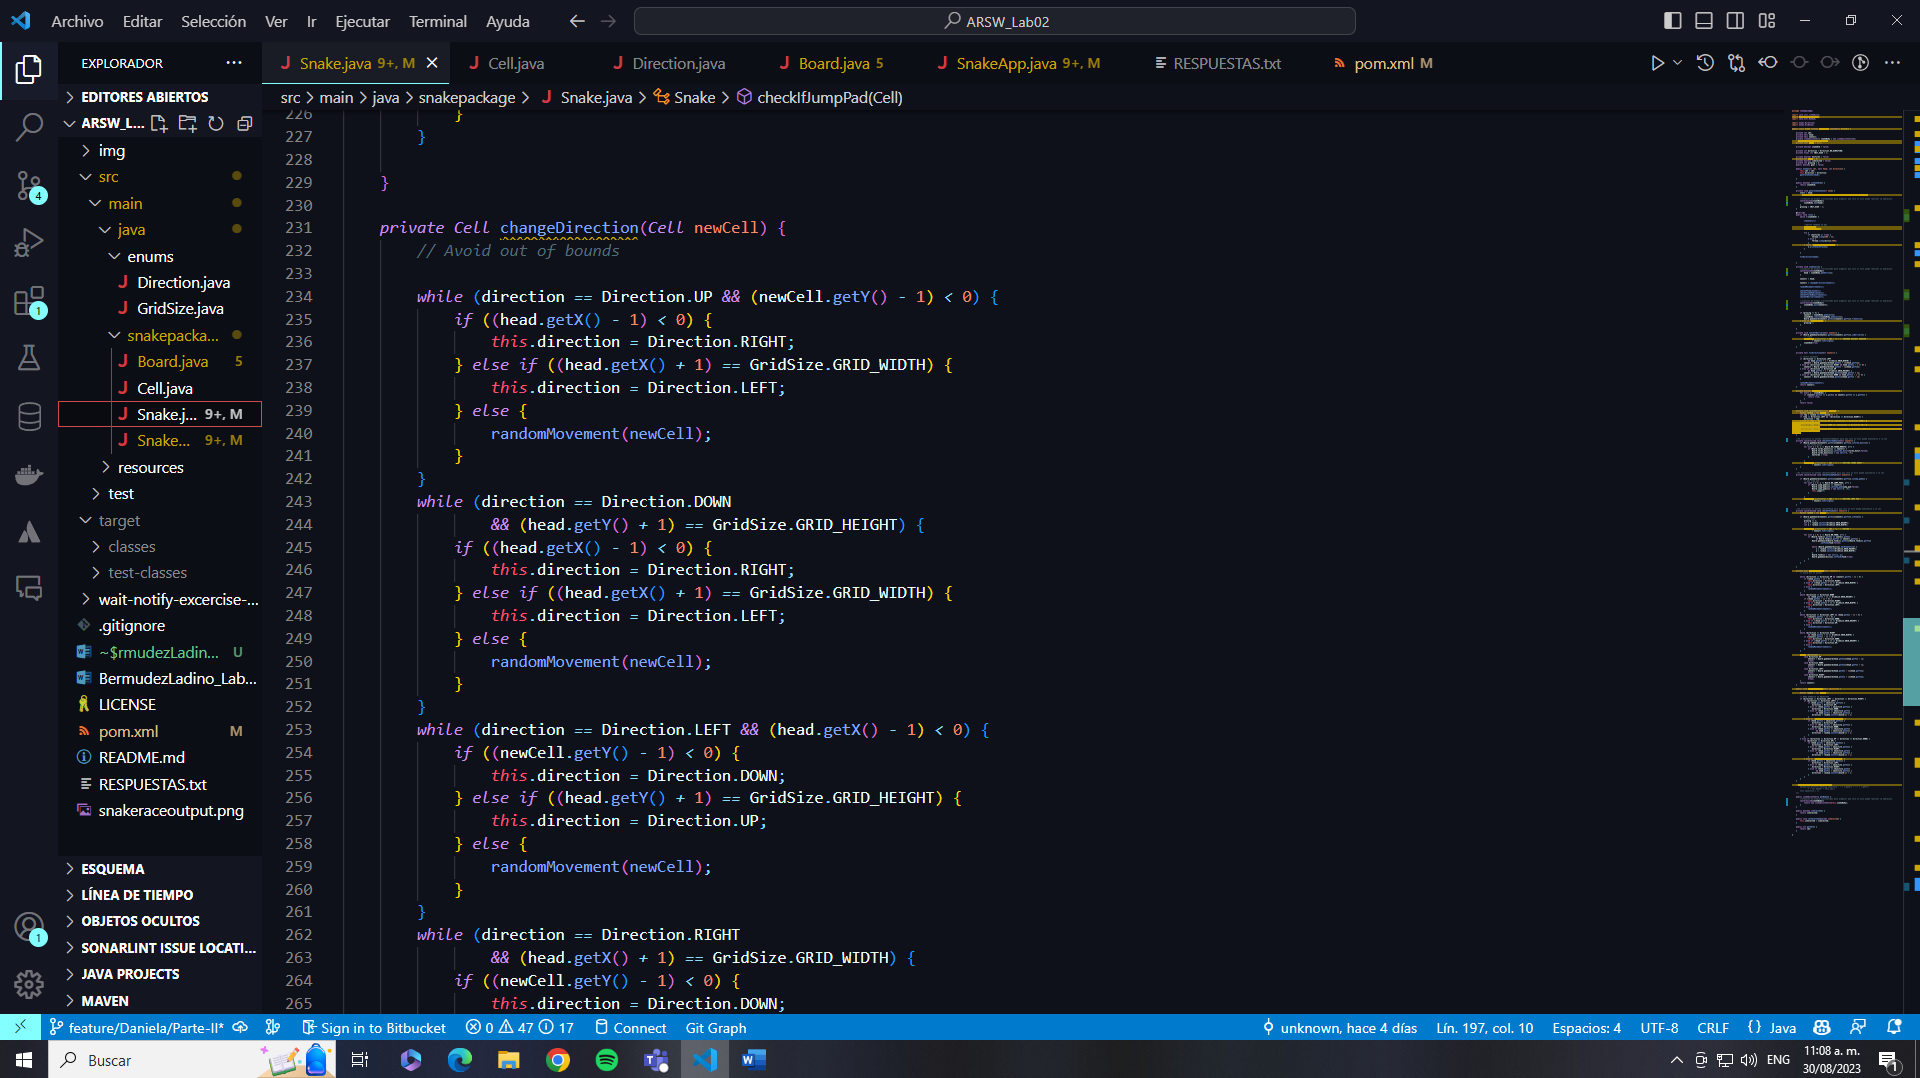 Archivo Editar Selección Ver Ir Ejecutar Terminal Ayuda ARSW_Lab02
EXPLORADOR
EDITORES ABIERTOS
ARSW_L...
img
src
main
java
enums
Direction.java
GridSize.java
snakepacka...
Board.java 5
Cell.java
Snake.j... 9+, M
Snake... 9+, M
resources
test
target
classes
test-classes
wait-notify-excercise-...
.gitignore
~$rmudezLadin... U
BermudezLadino_Lab...
LICENSE
pom.xml M
README.md
RESPUESTAS.txt
snakeraceoutput.png
ESQUEMA
LÍNEA DE TIEMPO
OBJETOS OCULTOS
SONARLINT ISSUE LOCATI...
JAVA PROJECTS
MAVEN
4
1
1
Snake.java 9+, M Cell.java Direction.java Board.java 5 SnakeApp.java 9+, M RESPUESTAS.txt pom.xml M
src > main > java > snakepackage > Snake.java > Snake > checkIfJumpPad(Cell)
226 }
227 }
228
229 }
230
231 private Cell changeDirection(Cell newCell) {
232 // Avoid out of bounds
233
234 while (direction == Direction.UP && (newCell.getY() - 1) < 0) {
235 if ((head.getX() - 1) < 0) {
236 this.direction = Direction.RIGHT;
237 } else if ((head.getX() + 1) == GridSize.GRID_WIDTH) {
238 this.direction = Direction.LEFT;
239 } else {
240 randomMovement(newCell);
241 }
242 }
243 while (direction == Direction.DOWN
244 && (head.getY() + 1) == GridSize.GRID_HEIGHT) {
245 if ((head.getX() - 1) < 0) {
246 this.direction = Direction.RIGHT;
247 } else if ((head.getX() + 1) == GridSize.GRID_WIDTH) {
248 this.direction = Direction.LEFT;
249 } else {
250 randomMovement(newCell);
251 }
252 }
253 while (direction == Direction.LEFT && (head.getX() - 1) < 0) {
254 if ((newCell.getY() - 1) < 0) {
255 this.direction = Direction.DOWN;
256 } else if ((head.getY() + 1) == GridSize.GRID_HEIGHT) {
257 this.direction = Direction.UP;
258 } else {
259 randomMovement(newCell);
260 }
261 }
262 while (direction == Direction.RIGHT
263 && (head.getX() + 1) == GridSize.GRID_WIDTH) {
264 if ((newCell.getY() - 1) < 0) {
265 this.direction = Direction.DOWN;
feature/Daniela/Parte-II* Sign in to Bitbucket 0 47 17 Connect Git Graph unknown, hace 4 días Lín. 197, col. 10 Espacios: 4 UTF-8 CRLF {} Java
Buscar ENG 11:08 a. m.
30/08/2023
1